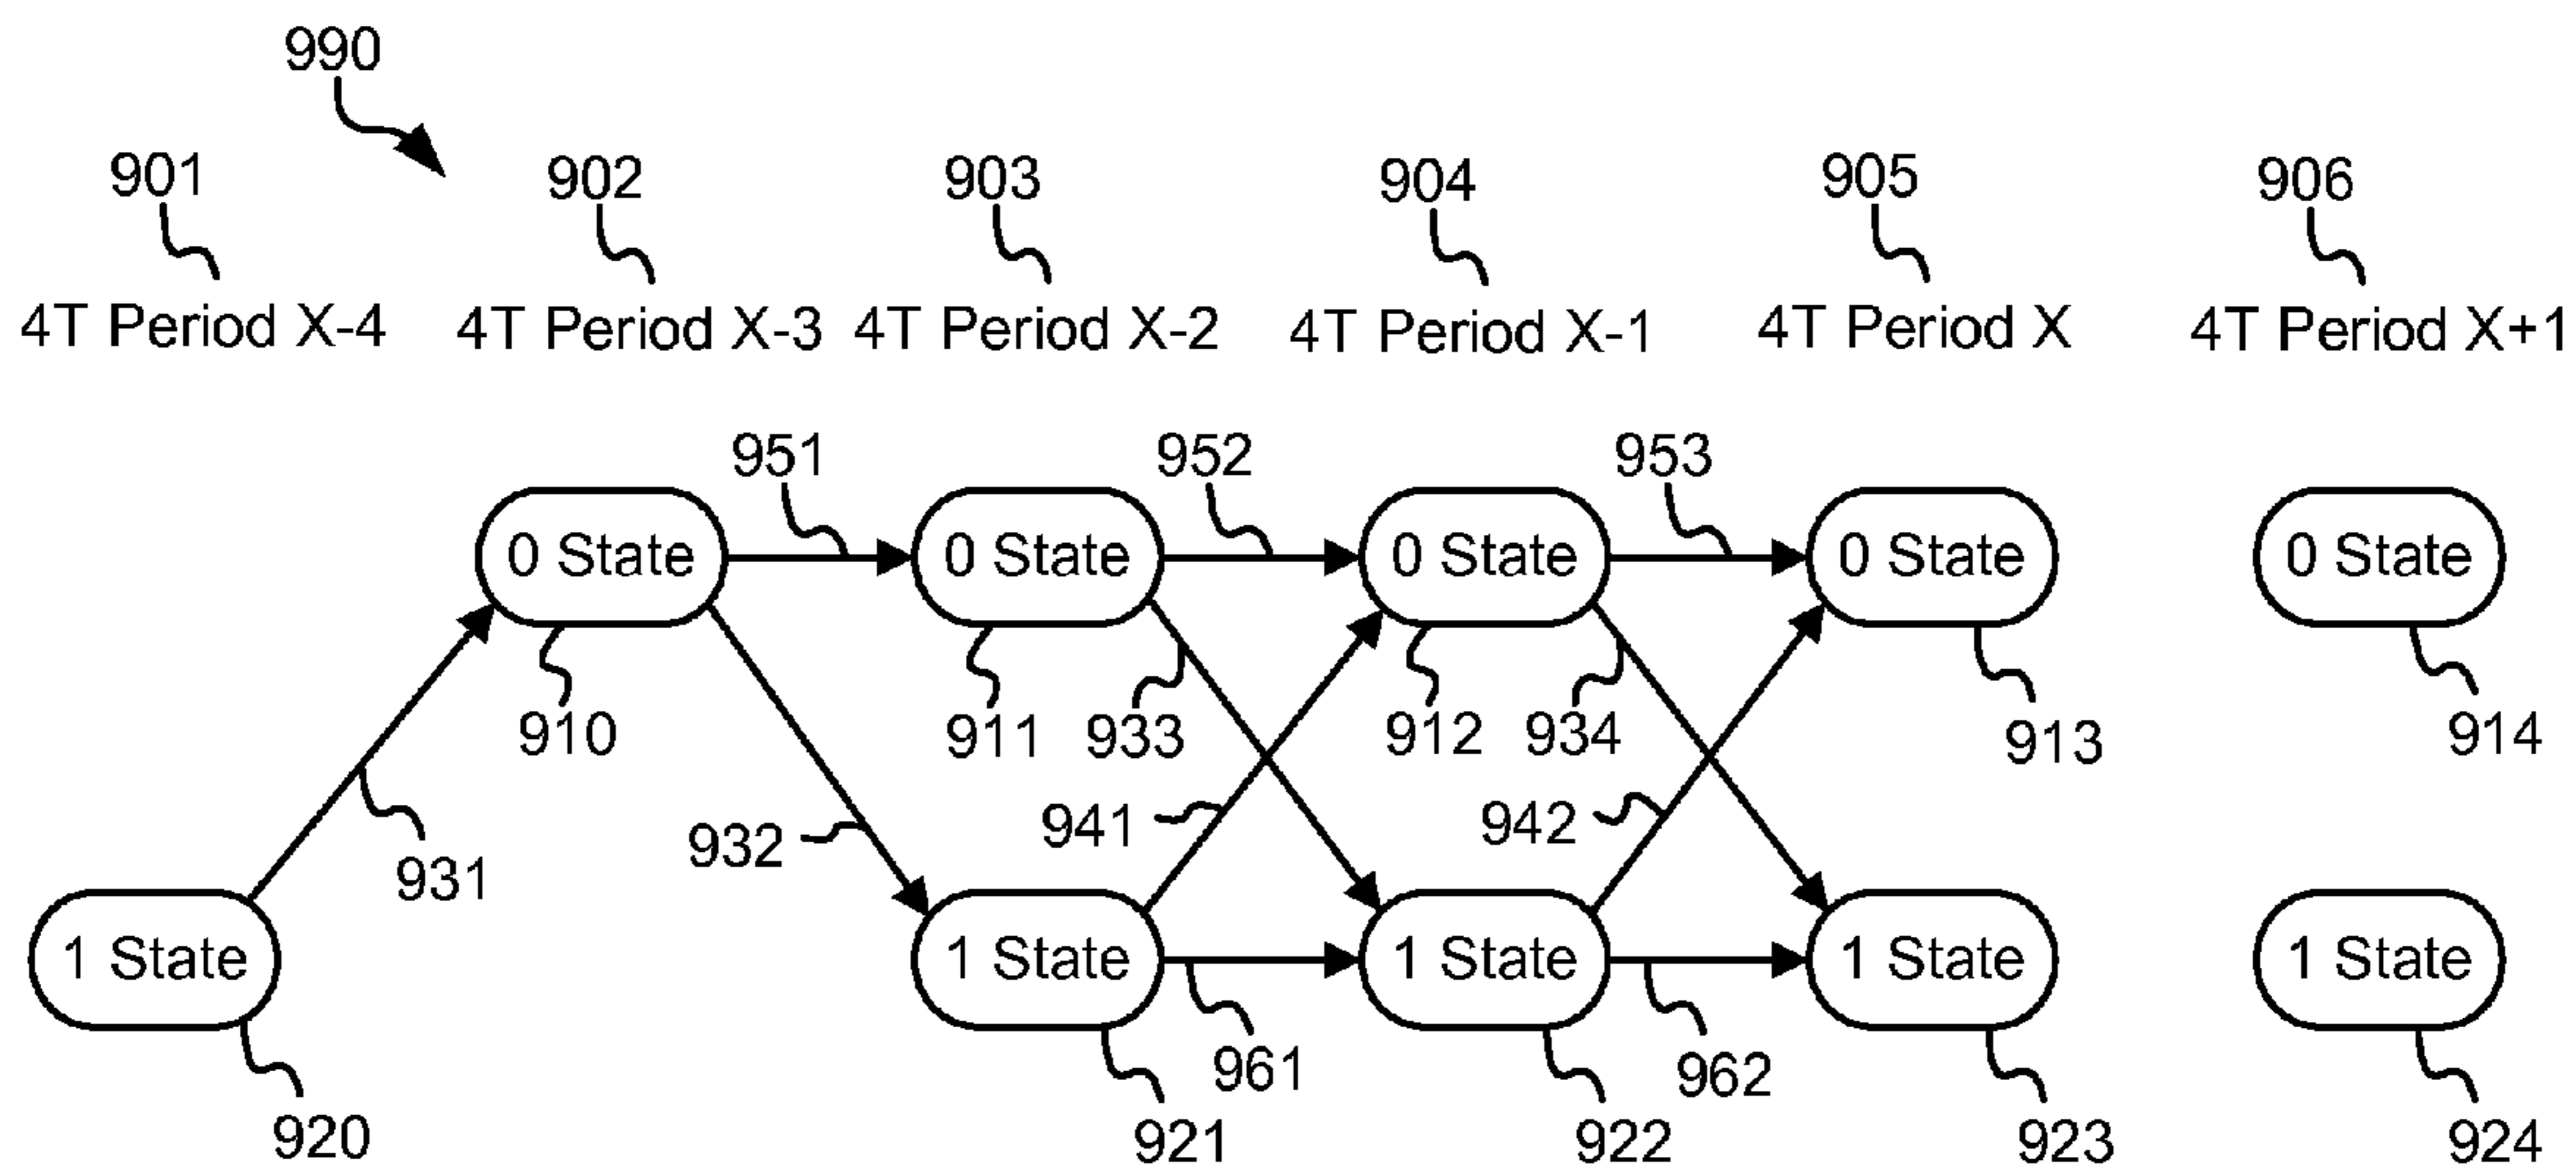 990
901 902 903 904 905 906
4T Period X-4 4T Period X-3 4T Period X-2 4T Period X-1 4T Period X 4T Period X+1
951 952 953
0 State 0 State 0 State 0 State 0 State
910 911 933 912 934 913 914
931 932 941 942
1 State 1 State 1 State 1 State 1 State
961 962
920 921 922 923 924